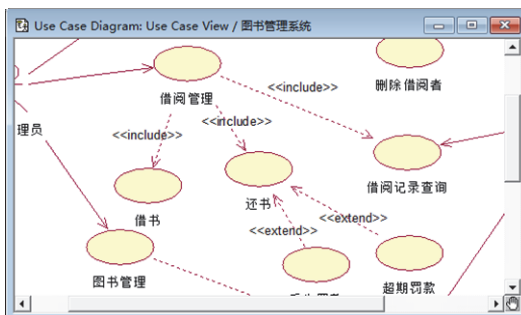 Use Case Diagram: Use Case View / 图书管理系统
删除借阅者
<<include>>
借阅管理
理员
<<include>>
<<include>>
借阅记录查询
还书
借书
<<extend>>
<<extend>>
图书管理
超期罚款